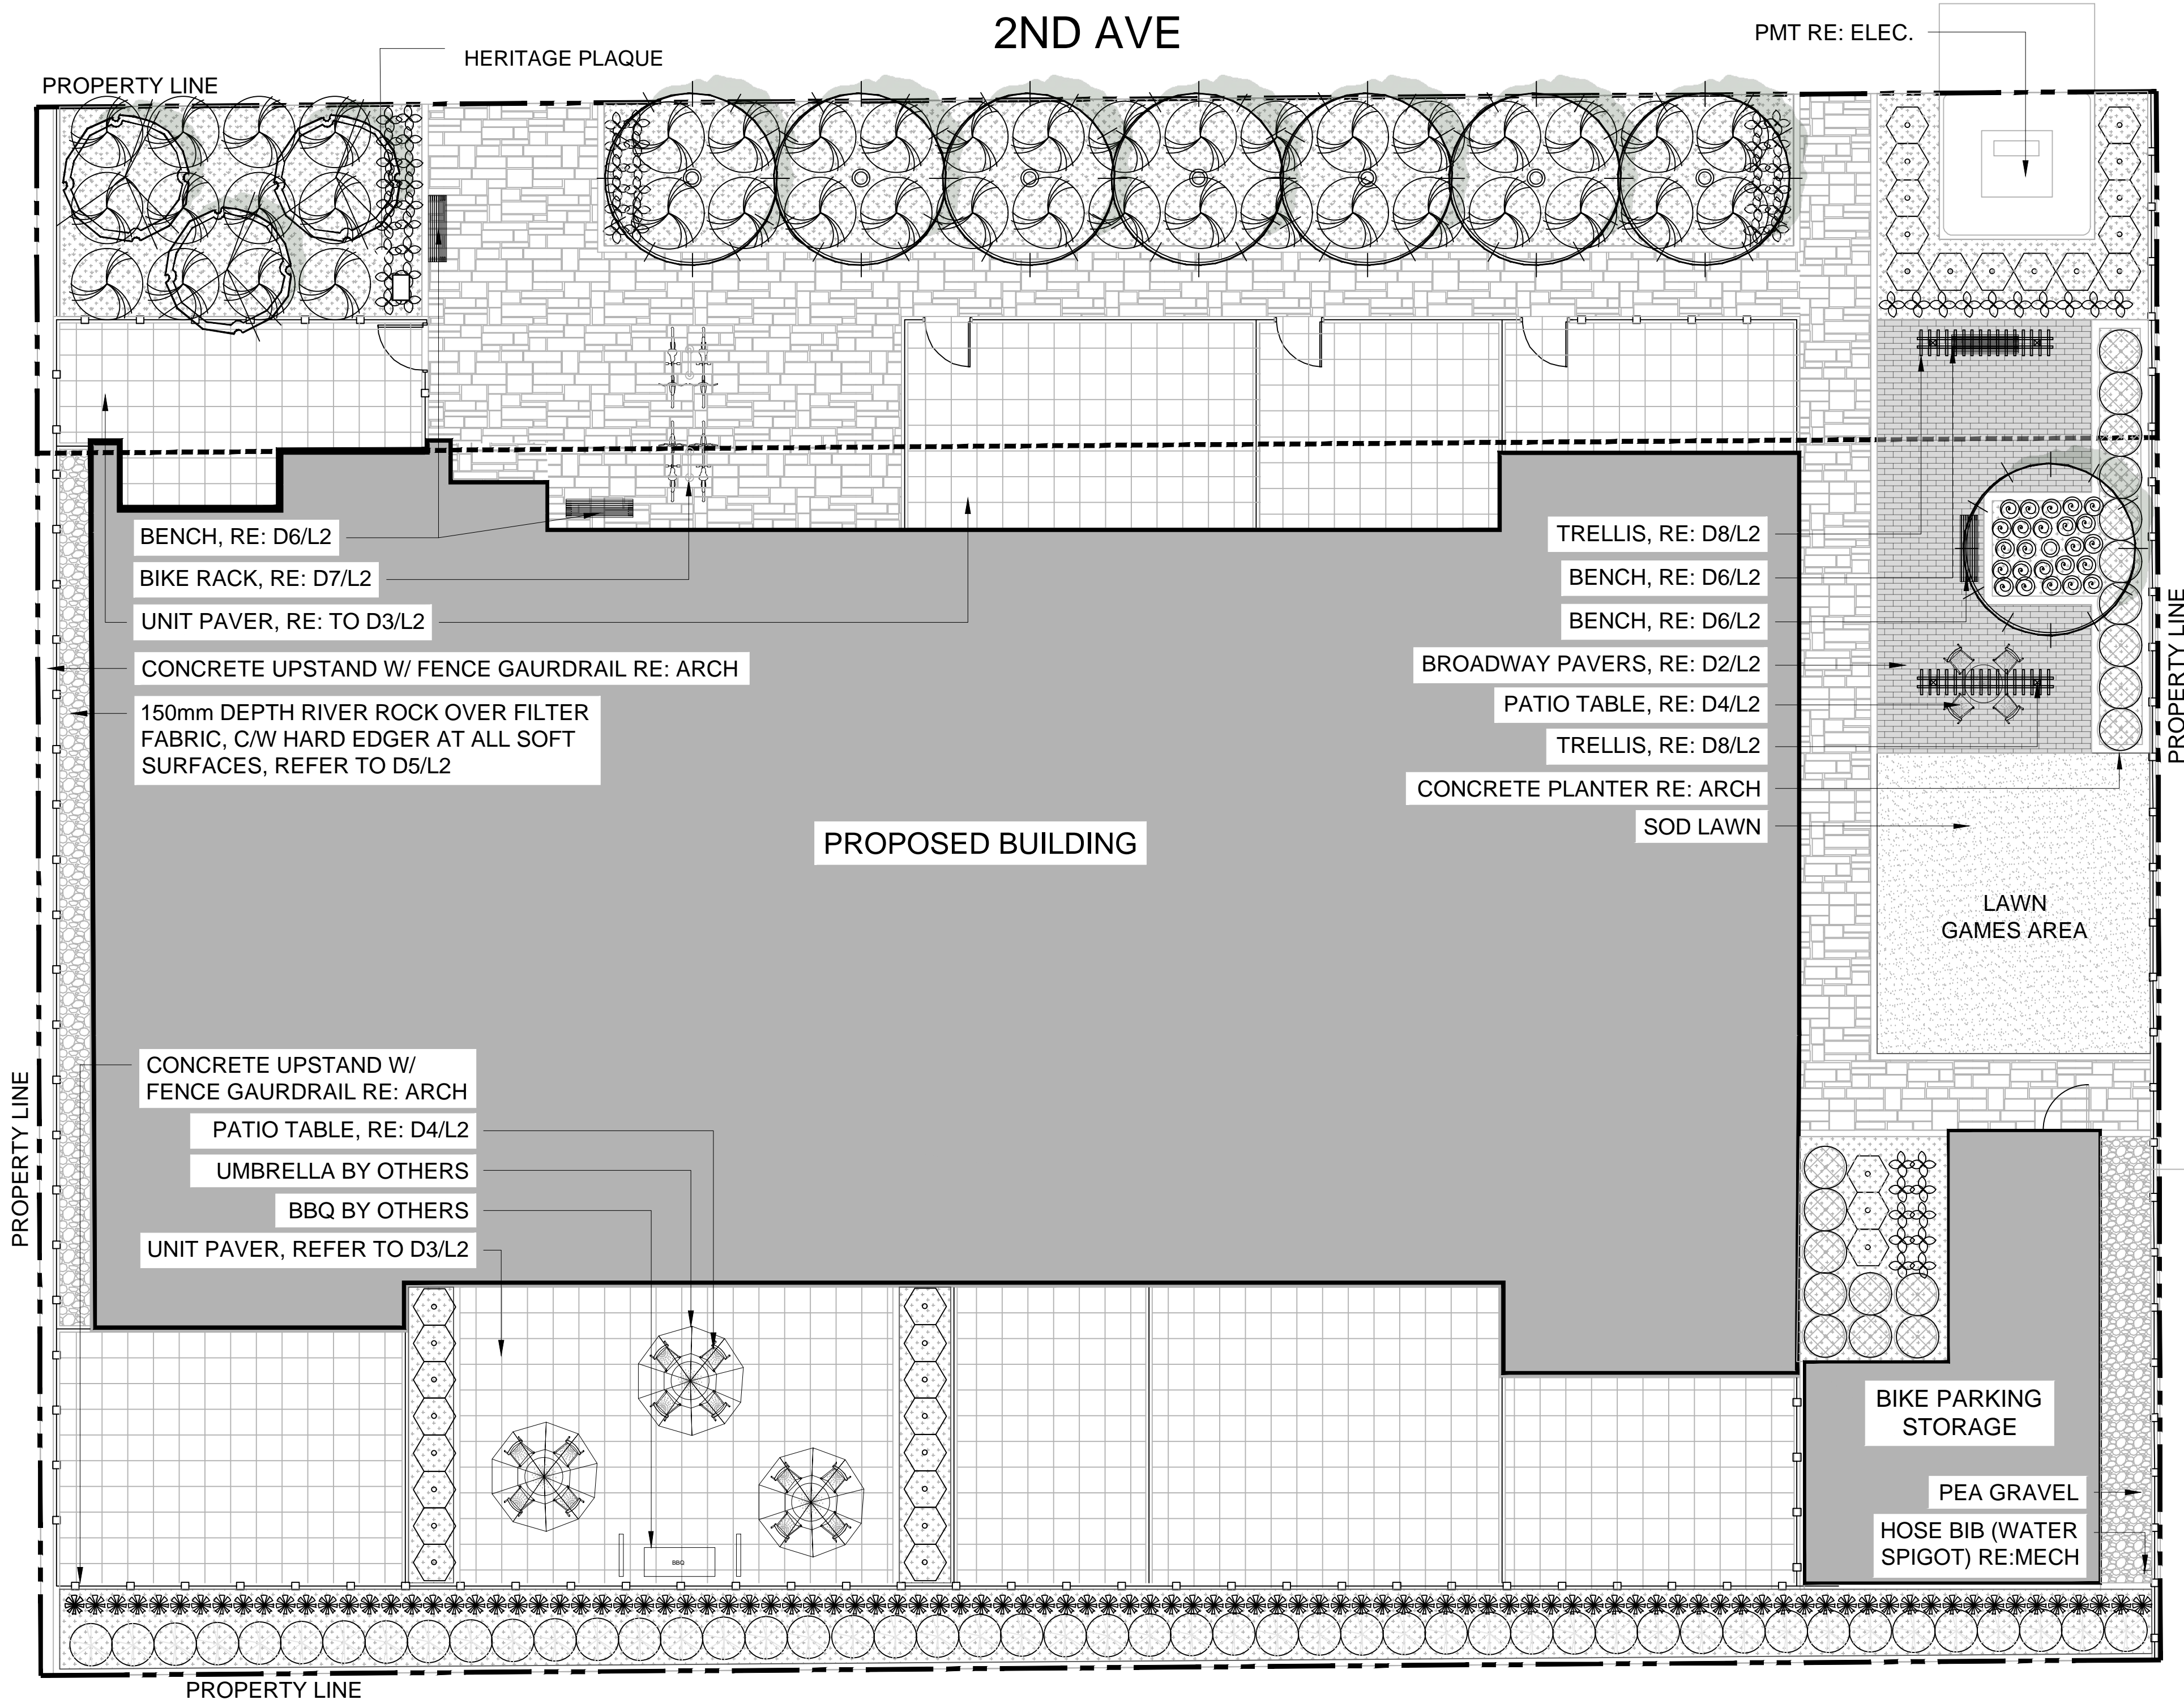 2ND AVE
PMT RE: ELEC.
HERITAGE PLAQUE
PROPERTY LINE
BENCH, RE: D6/L2
BIKE RACK, RE: D7/L2
UNIT PAVER, RE: TO D3/L2
CONCRETE UPSTAND W/ FENCE GAURDRAIL RE: ARCH
150mm DEPTH RIVER ROCK OVER FILTER
FABRIC, C/W HARD EDGER AT ALL SOFT
SURFACES, REFER TO D5/L2
TRELLIS, RE: D8/L2
BENCH, RE: D6/L2
BENCH, RE: D6/L2
BROADWAY PAVERS, RE: D2/L2
PATIO TABLE, RE: D4/L2
TRELLIS, RE: D8/L2
CONCRETE PLANTER RE: ARCH
SOD LAWN
PROPERTY LINE
PROPOSED BUILDING
LAWN
GAMES AREA
CONCRETE UPSTAND W/
FENCE GAURDRAIL RE: ARCH
PATIO TABLE, RE: D4/L2
UMBRELLA BY OTHERS
BBQ BY OTHERS
UNIT PAVER, REFER TO D3/L2
PROPERTY LINE
BIKE PARKING
STORAGE
PEA GRAVEL
HOSE BIB (WATER
SPIGOT) RE:MECH
BBQ
PROPERTY LINE